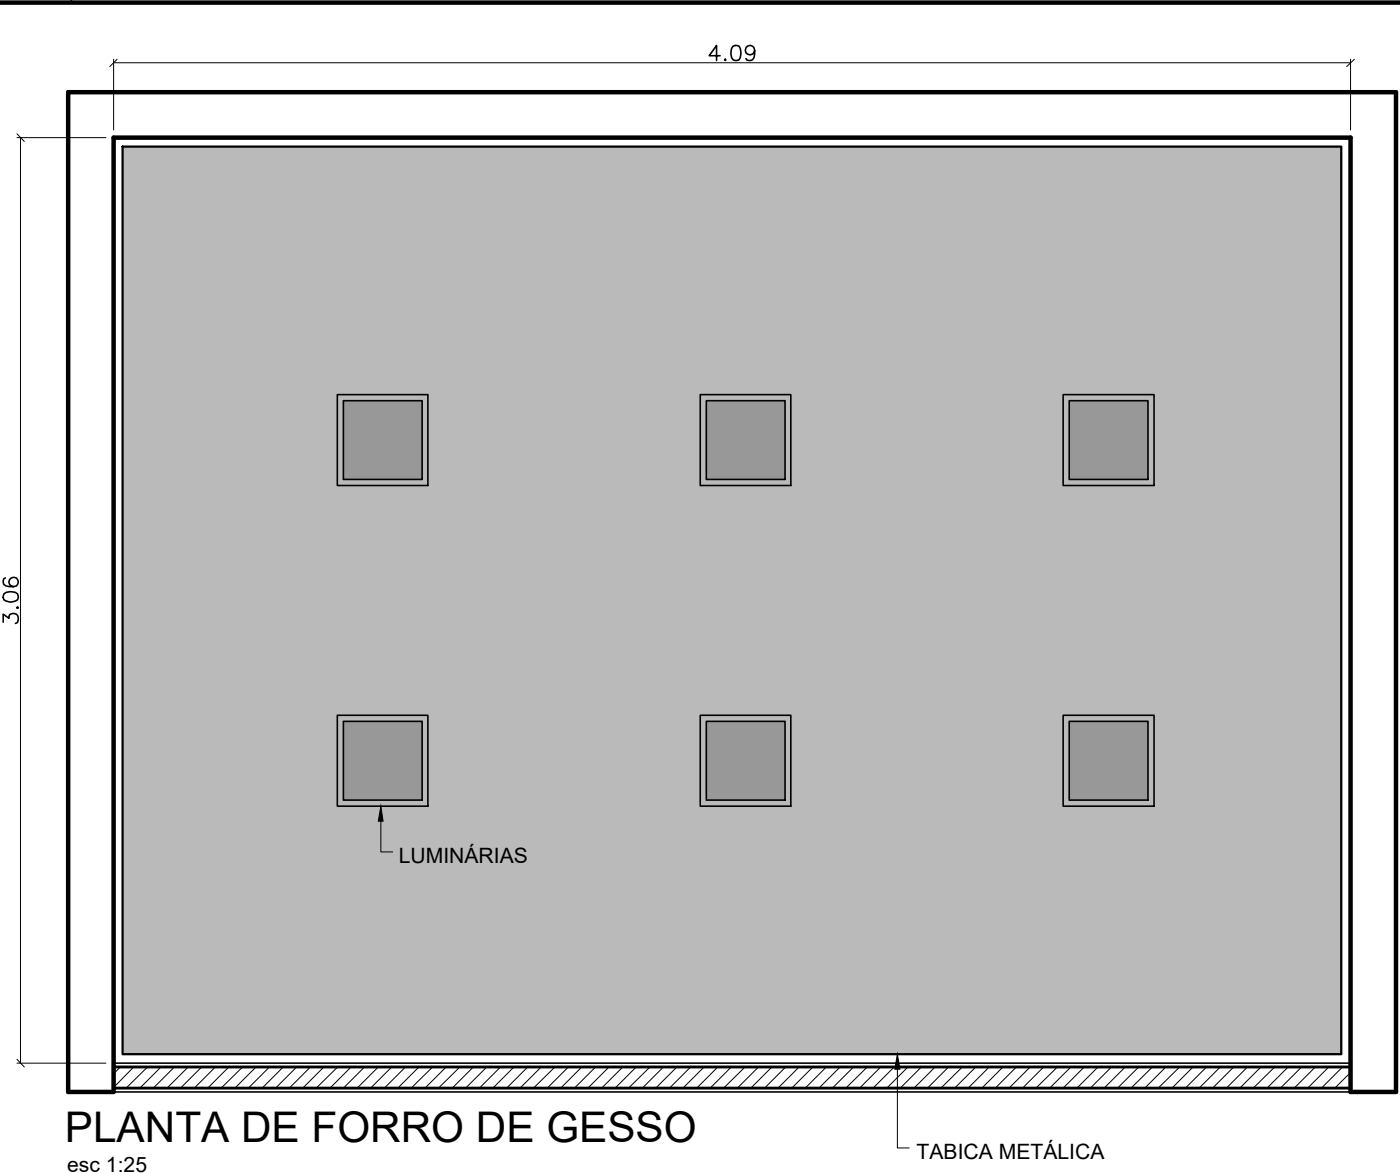 4.09
3.06
LUMINÁRIAS
PLANTA DE FORRO DE GESSO
TABICA METÁLICA
esc 1:25